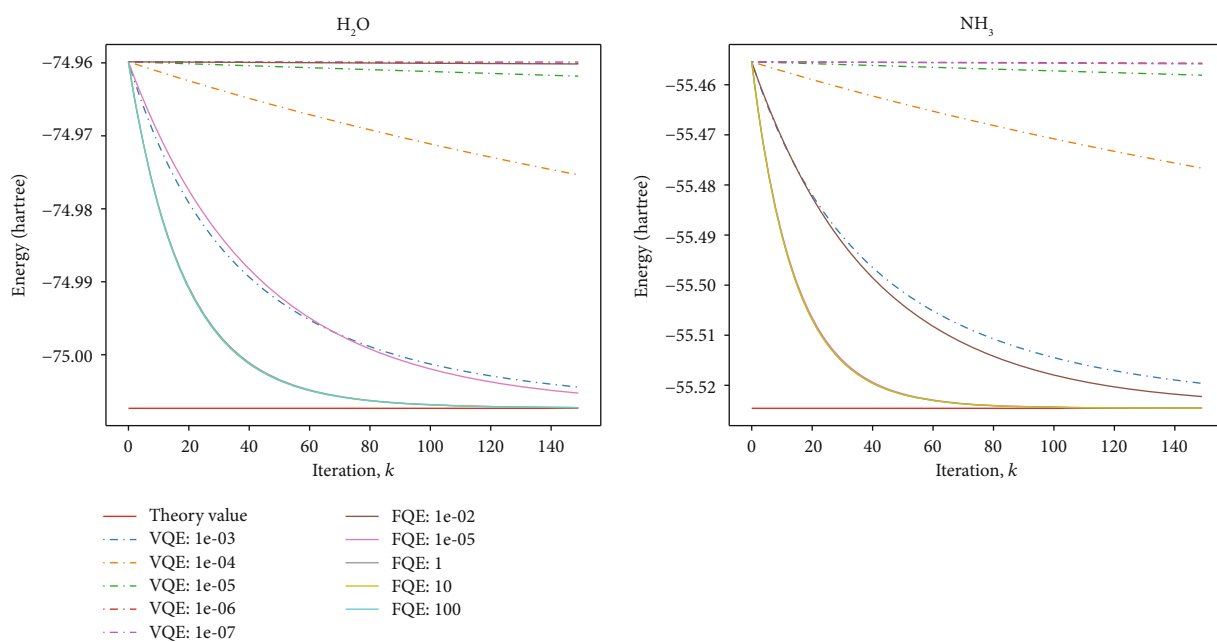 H₂O
−74.96
−74.97
−74.98
−74.99
−75.00
Energy (hartree)
0 20 40 60 80 100 120 140
Iteration, k
NH₃
−55.46
−55.47
−55.48
−55.49
−55.50
−55.51
−55.52
Energy (hartree)
0 20 40 60 80 100 120 140
Iteration, k
Theory value
VQE: 1e-03
VQE: 1e-04
VQE: 1e-05
VQE: 1e-06
VQE: 1e-07
FQE: 1e-02
FQE: 1e-05
FQE: 1
FQE: 10
FQE: 100